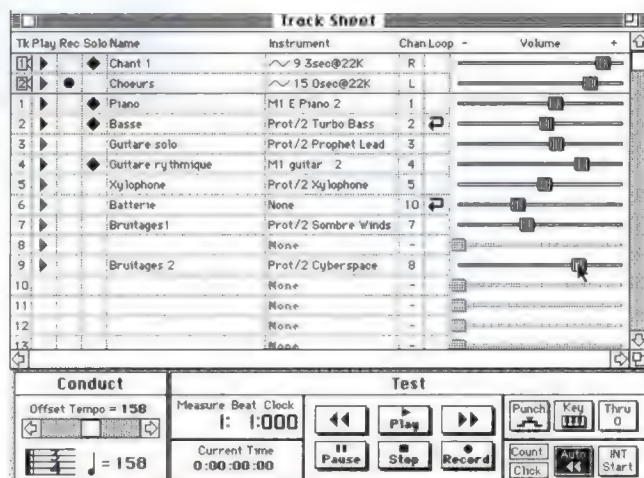 Track Sheet
Tk Play Rec Solo Name Instrument Chan Loop - Volume +
1 Chant 1 9 3sec@22K R
2 Choeurs 15 0sec@22K L
1 Piano M1 E Piano 2 1
2 Basse Prot/2 Turbo Bass 2
3 Guitare solo Prot/2 Prophet Lead 3
4 Guitare rythmique M1 guitar 2 4
5 Xylophone Prot/2 Xylophone 5
6 Batterie None 10
7 Bruitages1 Prot/2 Sombre Winds 7
8 None -
9 Bruitages 2 Prot/2 Cyberspace 8
10 None -
11 None -
12 None -
13 None -
Conduct Test
Offset Tempo = 158
3
4
= 158
Measure Beat Clock
1: 1:000
Current Time
0:00:00:00
Play
Pause Stop Record
Punch Key Thru
0
Count Auto INT
Click Start